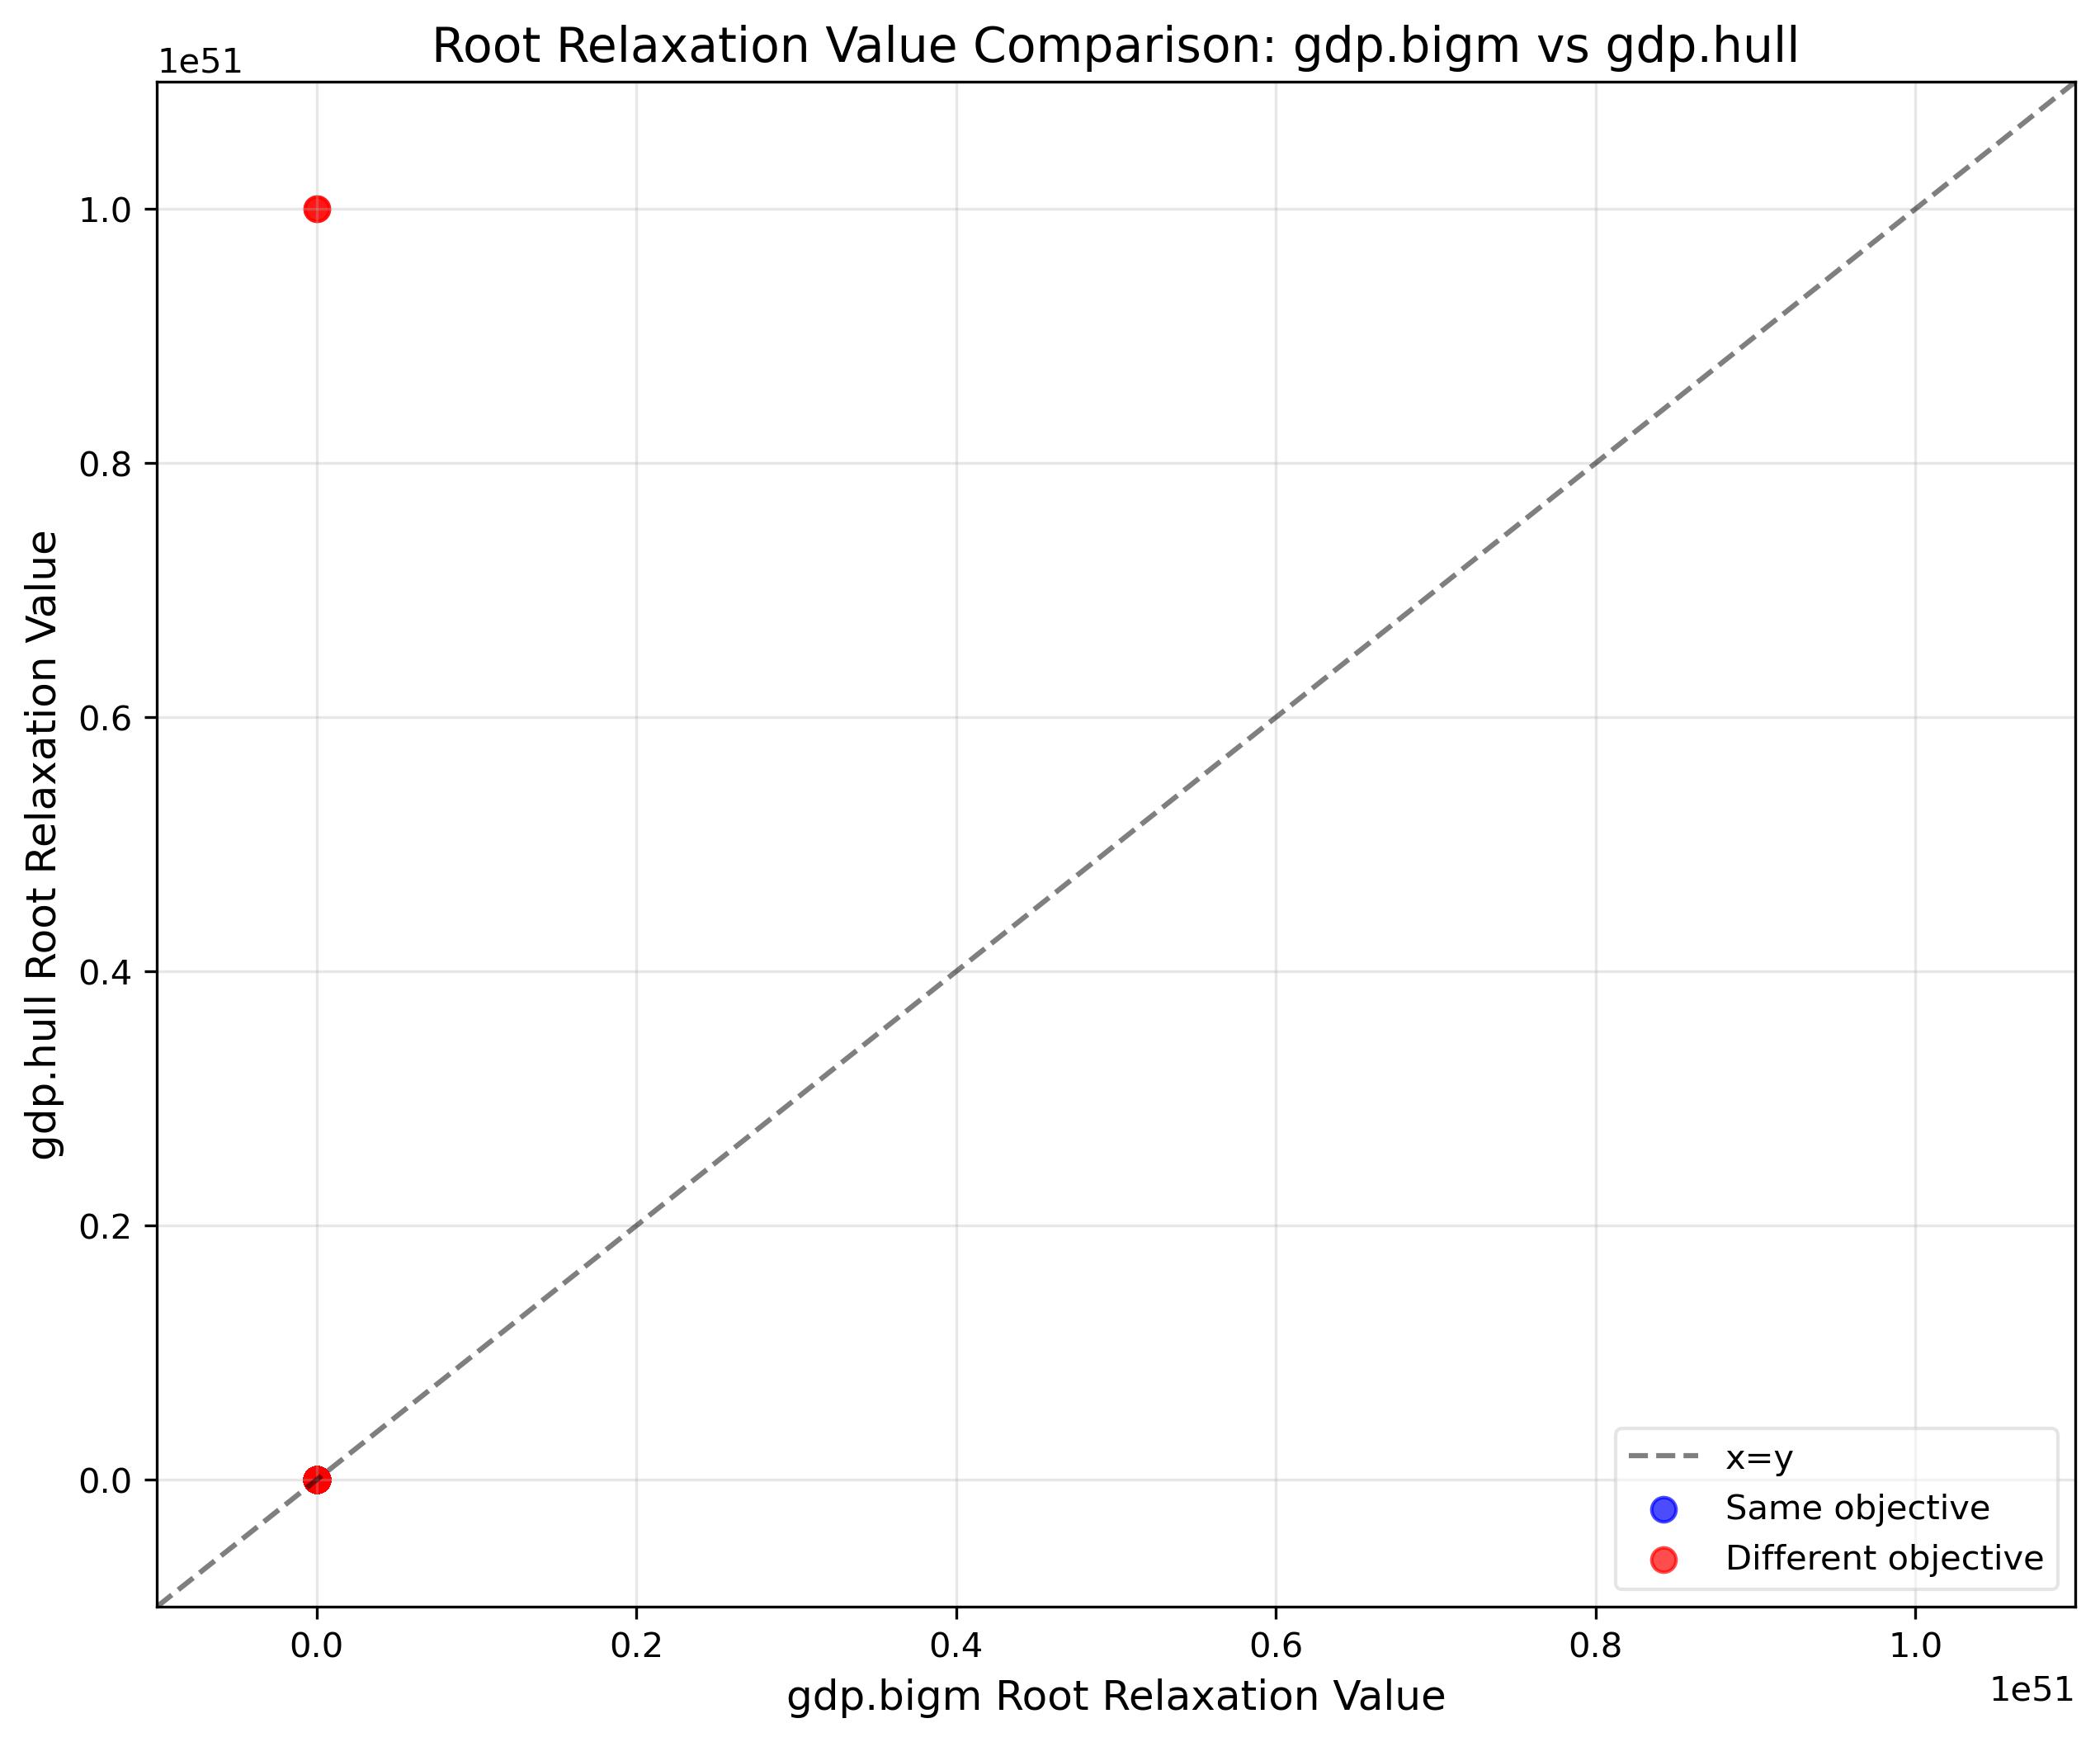 Root Relaxation Value Comparison: gdp.bigm vs gdp.hull
1e51
gdp.hull Root Relaxation Value
1.0
0.8
0.6
0.4
0.2
0.0
x=y
Same objective
Different objective
0.0 0.2 0.4 0.6 0.8 1.0
1e51
gdp.bigm Root Relaxation Value